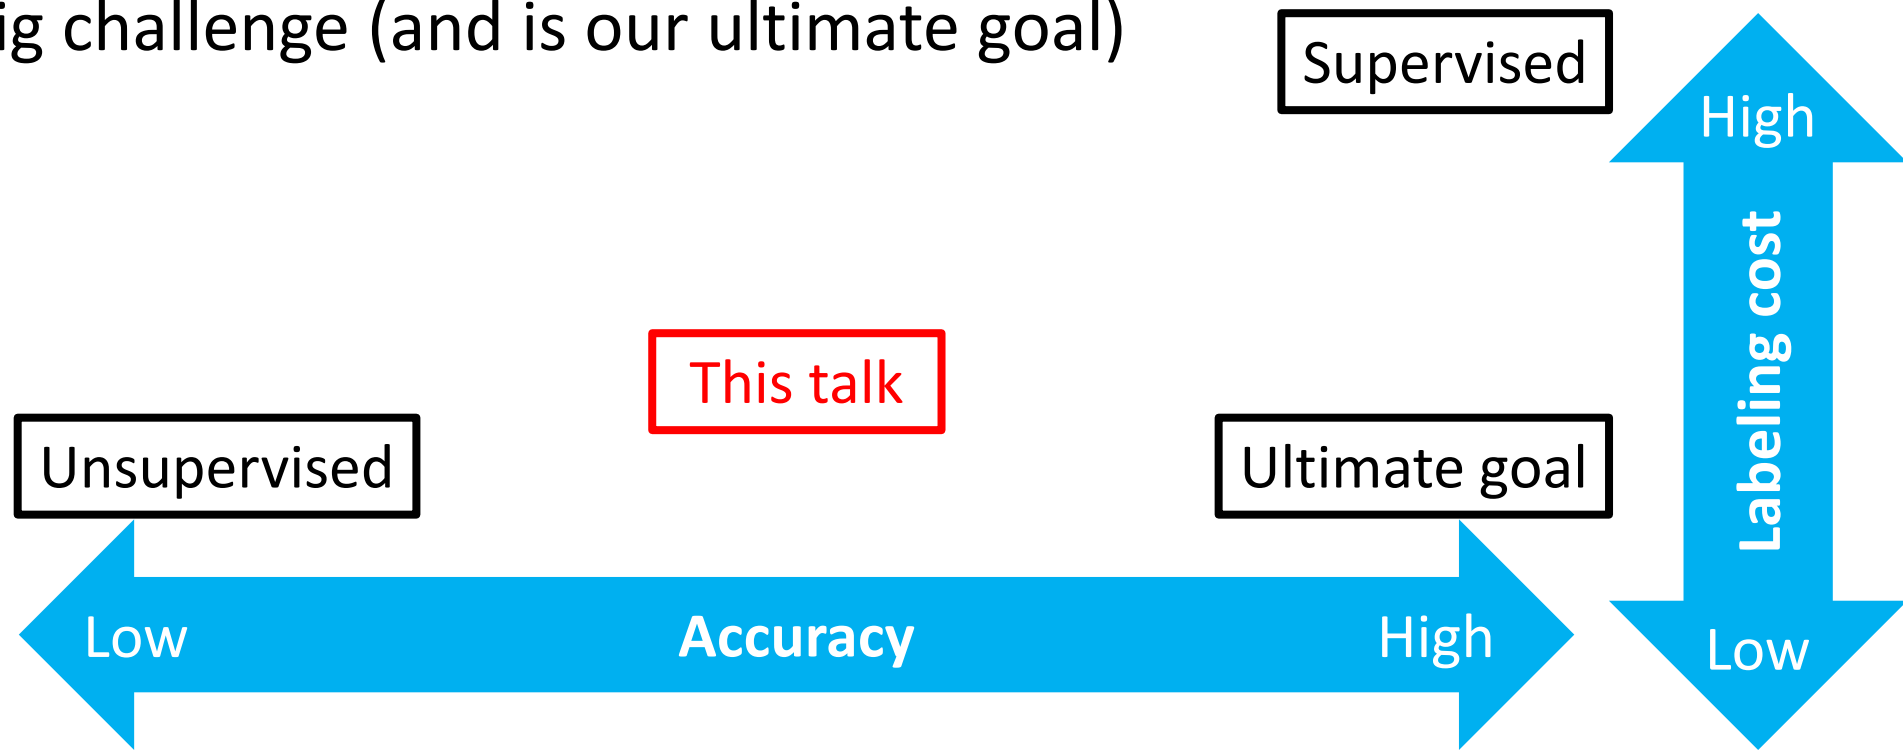 ig challenge (and is our ultimate goal)
Supervised
High
Labeling cost
This talk
Unsupervised
Ultimate goal
Low
Accuracy
High
Low